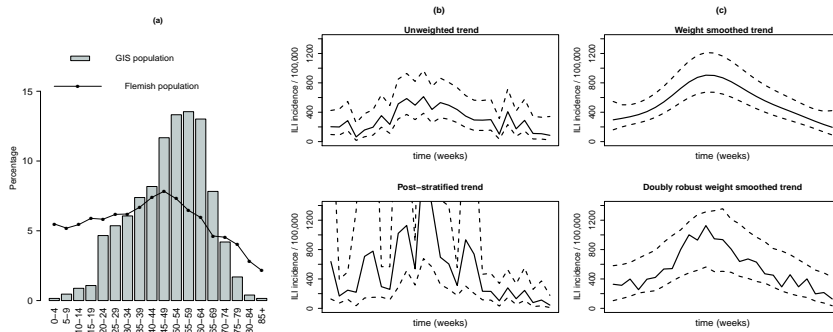 (a)
GIS population
Flemish population
Percentage
15
10
5
0
0−4
5−9
10−14
15−19
20−24
25−29
30−34
35−39
40−44
45−49
50−54
55−59
60−64
65−69
70−74
75−79
80−84
85+
(b)
Unweighted trend
ILI incidence / 100,000
0
400
800
1200
time (weeks)
Post−stratified trend
ILI incidence / 100,000
0
400
800
1200
time (weeks)
(c)
Weight smoothed trend
ILI incidence / 100,000
0
400
800
1200
time (weeks)
Doubly robust weight smoothed trend
ILI incidence / 100,000
0
400
800
1200
time (weeks)